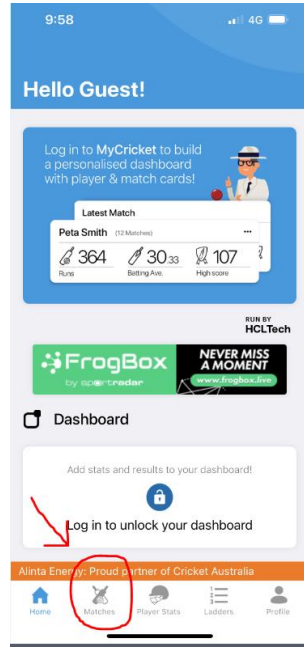 9:58
4G
Hello Guest!
Log in to MyCricket to build
a personalised dashboard
with player & match cards!
Latest Match
Peta Smith (12 Matches) ...
364 30.33 107
Runs Batting Ave. High score
RUN BY
HCLTech
FrogBox
by sportradar
NEVER MISS
A MOMENT
www.frogbox.live
Dashboard
Add stats and results to your dashboard!
Log in to unlock your dashboard
Alinta Energy: Proud partner of Cricket Australia
Home Matches Player Stats Ladders Profile